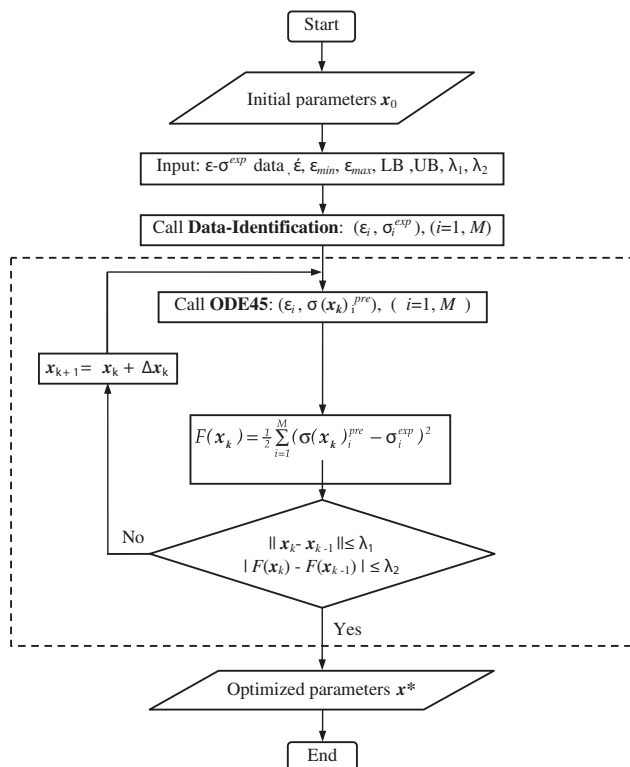 Start
Initial parameters x₀
Input: ε-σᵉˣᵖ data , έ, εₘᵢₙ, εₘₐₓ, LB ,UB, λ₁, λ₂
Call Data-Identification: (εᵢ, σᵢᵉˣᵖ), (i=1, M)
Call ODE45: (εᵢ, σ(xₖ)ᵢᵖʳᵉ), ( i=1, M )
xₖ₊₁= xₖ + Δxₖ
F(xₖ) = ½ ∑ᵢ₌₁ᴹ (σ(xₖ)ᵢᵖʳᵉ − σᵢᵉˣᵖ)²
No
|| xₖ- xₖ₋₁ || ≤ λ₁
| F(xₖ) - F(xₖ₋₁) | ≤ λ₂
Yes
Optimized parameters x*
End